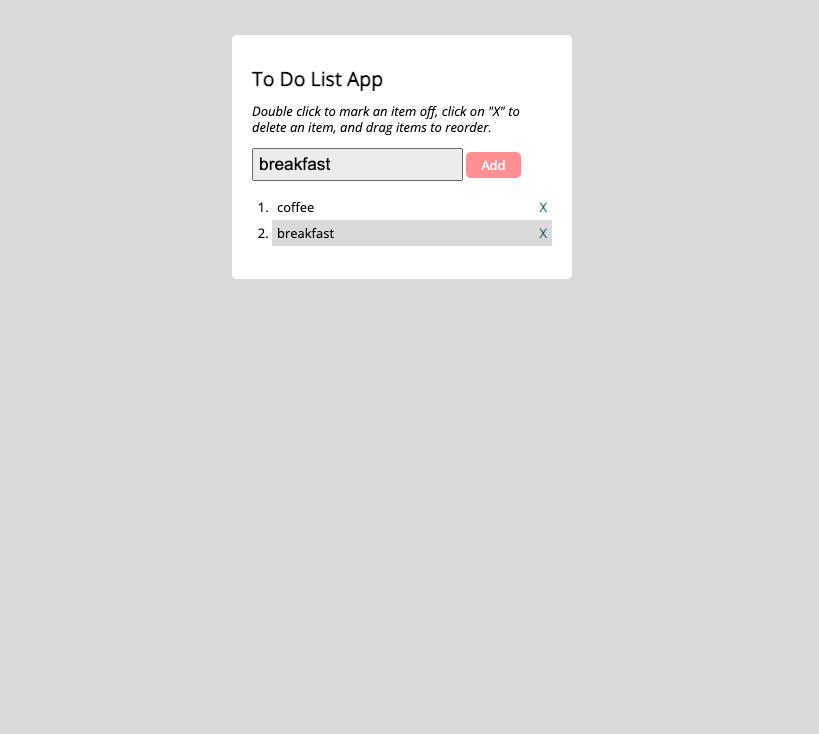 To Do List App
Double click to mark an item off, click on "X" to
delete an item, and drag items to reorder.
breakfast Add
1. coffee X
2. breakfast X